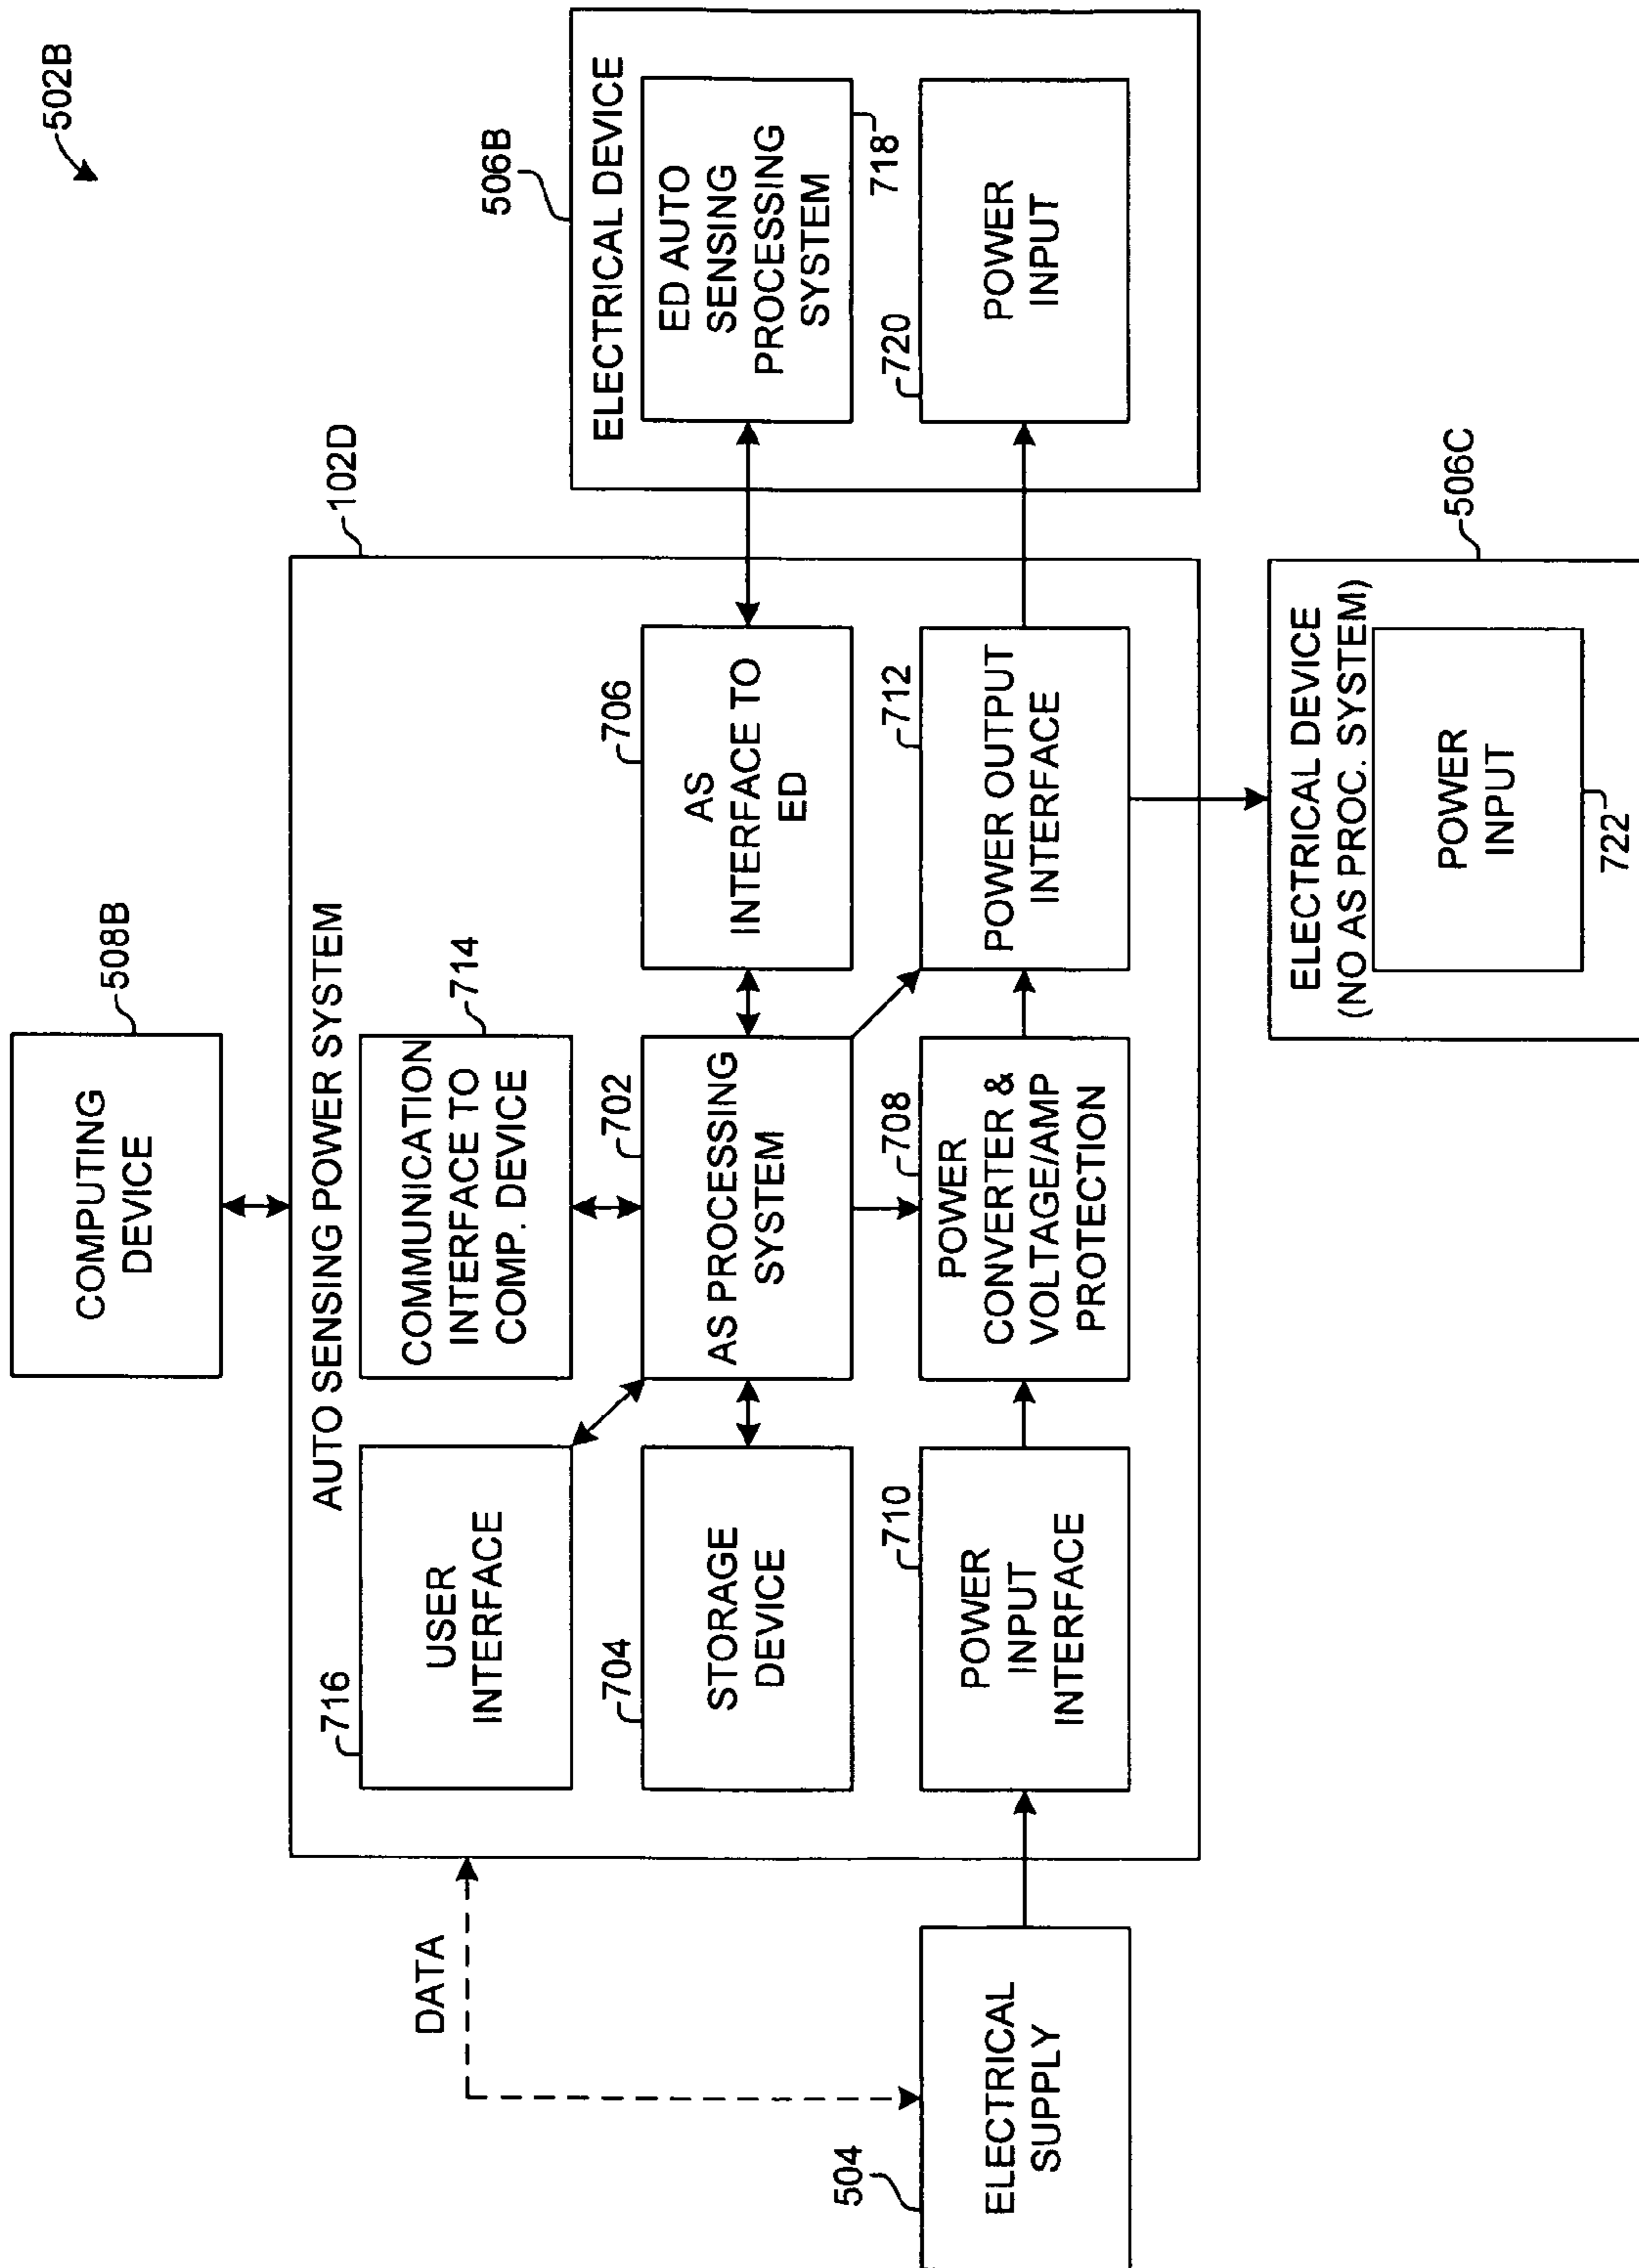 502B
COMPUTING
DEVICE
508B
AUTO SENSING POWER SYSTEM
102D
716
USER
INTERFACE
COMMUNICATION
INTERFACE TO
COMP. DEVICE
714
704
STORAGE
DEVICE
702
AS PROCESSING
SYSTEM
706
AS
INTERFACE TO
ED
710
POWER
INPUT
INTERFACE
708
POWER
CONVERTER &
VOLTAGE/AMP
PROTECTION
712
POWER OUTPUT
INTERFACE
DATA
504
ELECTRICAL
SUPPLY
506B
ELECTRICAL DEVICE
ED AUTO
SENSING
PROCESSING
SYSTEM
718
720
POWER
INPUT
506C
ELECTRICAL DEVICE
(NO AS PROC. SYSTEM)
POWER
INPUT
722